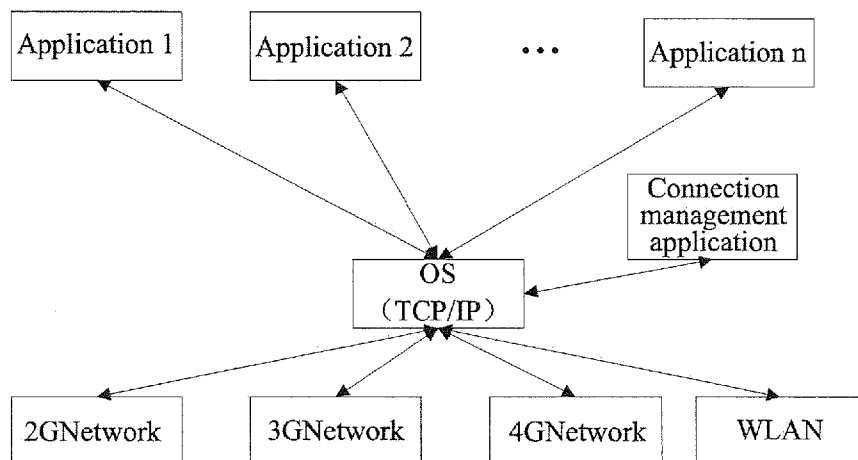 Application 1
Application 2
...
Application n
Connection
management
application
OS
（TCP/IP）
2GNetwork
3GNetwork
4GNetwork
WLAN